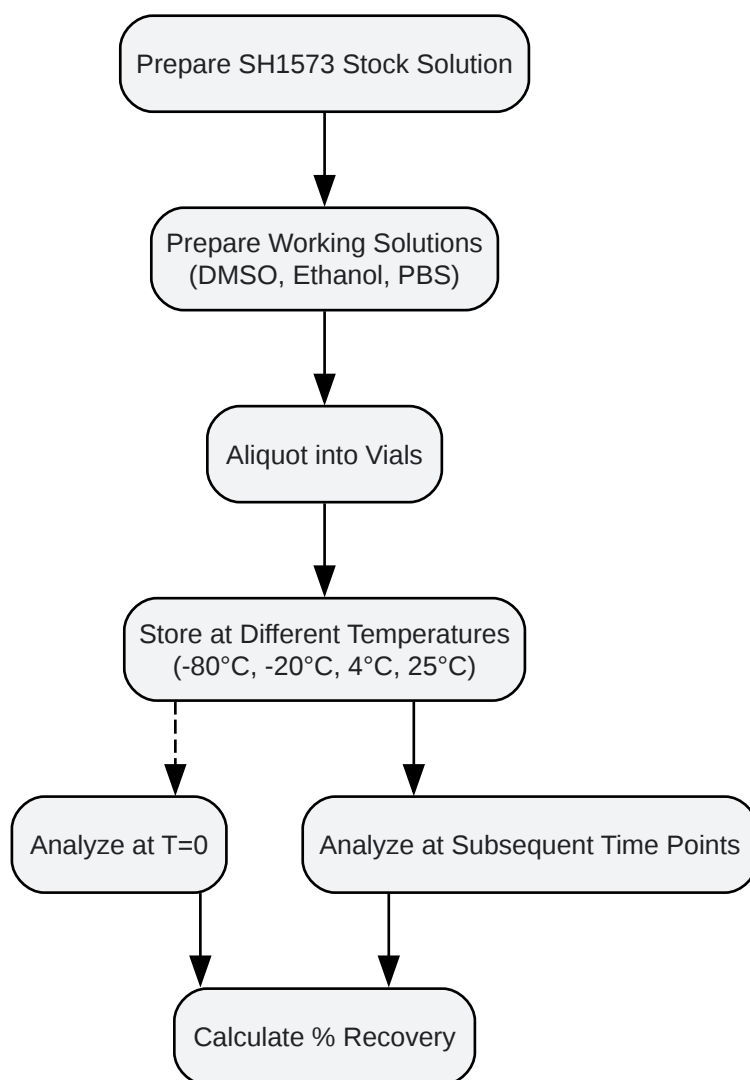 Prepare SH1573 Stock Solution
Prepare Working Solutions
(DMSO, Ethanol, PBS)
Aliquot into Vials
Store at Different Temperatures
(-80°C, -20°C, 4°C, 25°C)
Analyze at T=0
Analyze at Subsequent Time Points
Calculate % Recovery